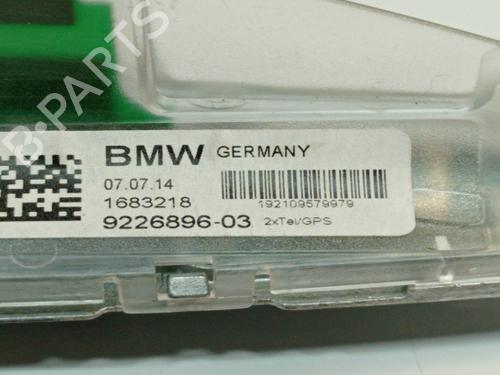 B-PARTS
BMW GERMANY
07.07.14
1683218
192109579979
9226896-03 2xTel/GPS